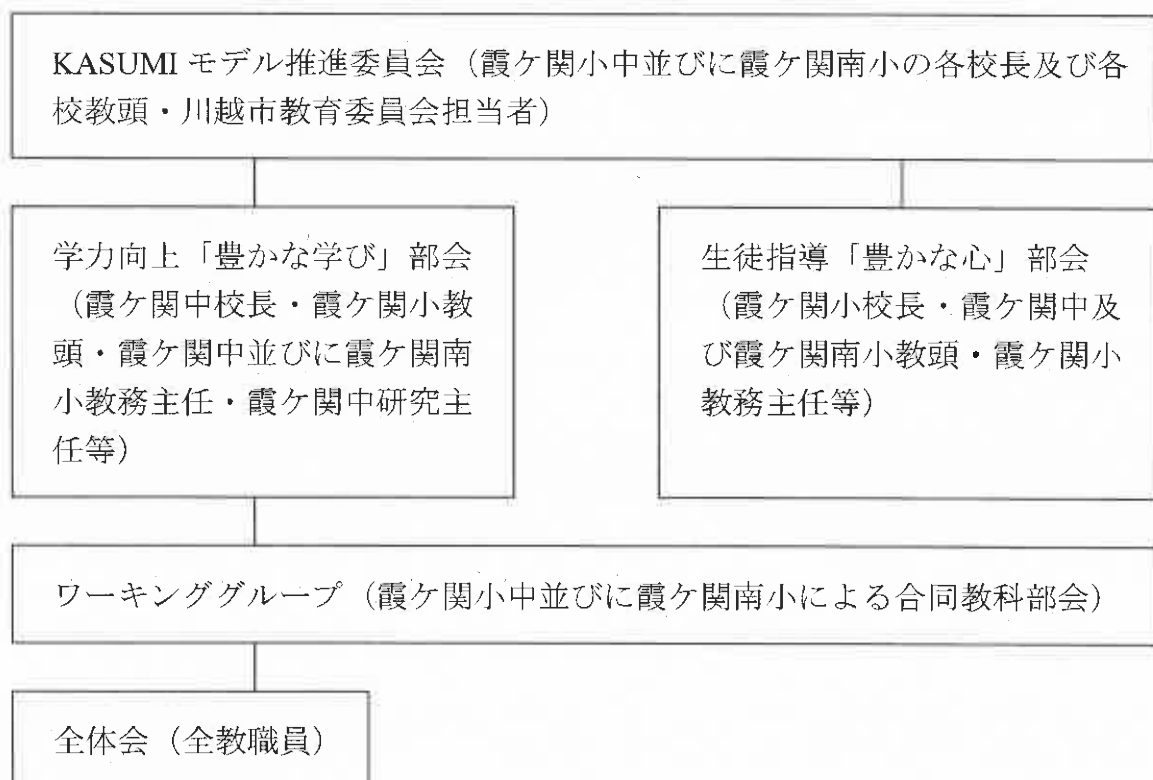 KASUMI モデル推進委員会（霞ケ関小中並びに霞ケ関南小の各校長及び各
校教頭・川越市教育委員会担当者）
学力向上「豊かな学び」部会
（霞ケ関中校長・霞ケ関小教
頭・霞ケ関中並びに霞ケ関南
小教務主任・霞ケ関中研究主
任等）
生徒指導「豊かな心」部会
（霞ケ関小校長・霞ケ関中及
び霞ケ関南小教頭・霞ケ関小
教務主任等）
ワーキンググループ（霞ケ関小中並びに霞ケ関南小による合同教科部会）
全体会（全教職員）